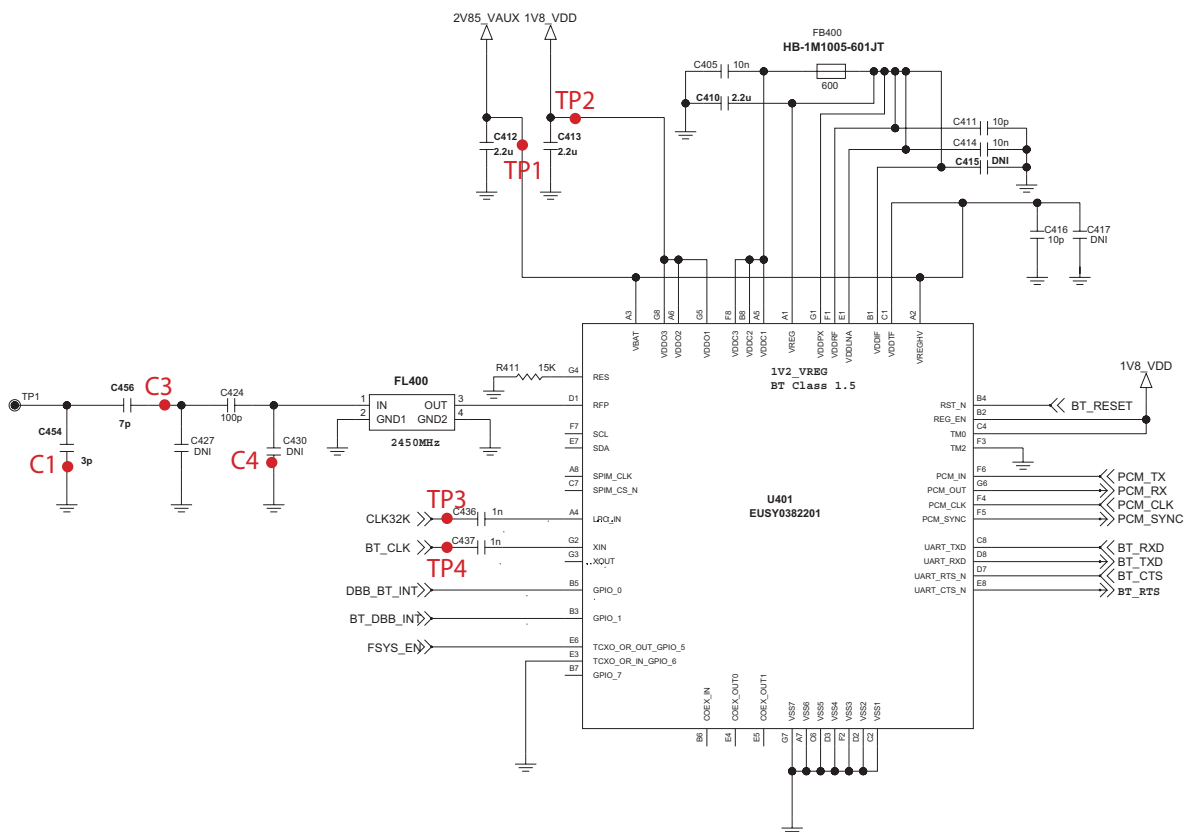 2V85_VAUX 1V8_VDD
FB400
HB-1M1005-601JT
C405 10n
600
C410 2.2u
TP2
C412
2.2u
TP1
C413
2.2u
C411 10p
C414 10n
C415 DNI
C416
10p
C417
DNI
A3 G8 A6 G5 F8 B8 A5 A1 G1 F1 E1 B1 C1 A2
VBAT VDDO3 VDDO2 VDDO1 VDDC3 VDDC2 VDDC1 VREG VDDPX VDDRF VDDLNA VDDIF VDDTF VREGHV
1V2_VREG
BT Class 1.5
R411 15K
G4 RES
D1 RFP
F7 SCL
E7 SDA
A8 SPIM_CLK
C7 SPIM_CS_N
A4 LPO_IN
G2 XIN
G3 XOUT
B5 GPIO_0
B3 GPIO_1
E6 TCXO_OR_OUT_GPIO_5
E3 TCXO_OR_IN_GPIO_6
B7 GPIO_7
TP1
C456
7p
C3
C424
100p
C454
3p
C1
C427
DNI
C4
C430
DNI
FL400
1 IN OUT 3
2 GND1 GND2 4
2450MHz
TP3
CLK32K C436 1n
BT_CLK C437 1n
TP4
DBB_BT_INT
BT_DBB_INT
FSYS_EN
U401
EUSY0382201
1V8_VDD
RST_N B4 BT_RESET
REG_EN B2
TM0 C4
TM2 F3
PCM_IN F6 PCM_TX
PCM_OUT G6 PCM_RX
PCM_CLK F4 PCM_CLK
PCM_SYNC F5 PCM_SYNC
UART_TXD C8 BT_RXD
UART_RXD D8 BT_TXD
UART_RTS_N D7 BT_CTS
UART_CTS_N E8 BT_RTS
COEX_IN COEX_OUT0 COEX_OUT1 VSS7 VSS6 VSS5 VSS4 VSS3 VSS2 VSS1
B6 E4 E5 G7 A7 C6 D3 F2 D2 C2